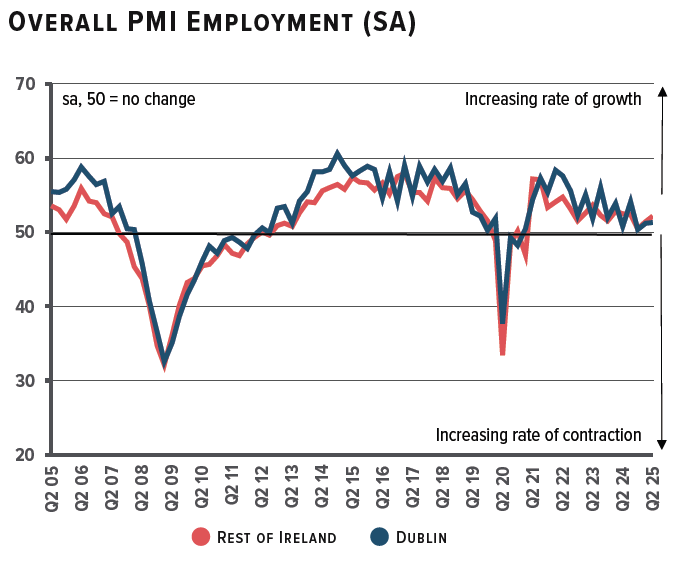 OVERALL PMI EMPLOYMENT (SA)
70
sa, 50 = no change
Increasing rate of growth
60
50
40
30
Increasing rate of contraction
20
Q2 05
Q2 06
Q2 07
Q2 08
Q2 09
Q2 10
Q2 11
Q2 12
Q2 13
Q2 14
Q2 15
Q2 16
Q2 17
Q2 18
Q2 19
Q2 20
Q2 21
Q2 22
Q2 23
Q2 24
Q2 25
REST OF IRELAND
DUBLIN